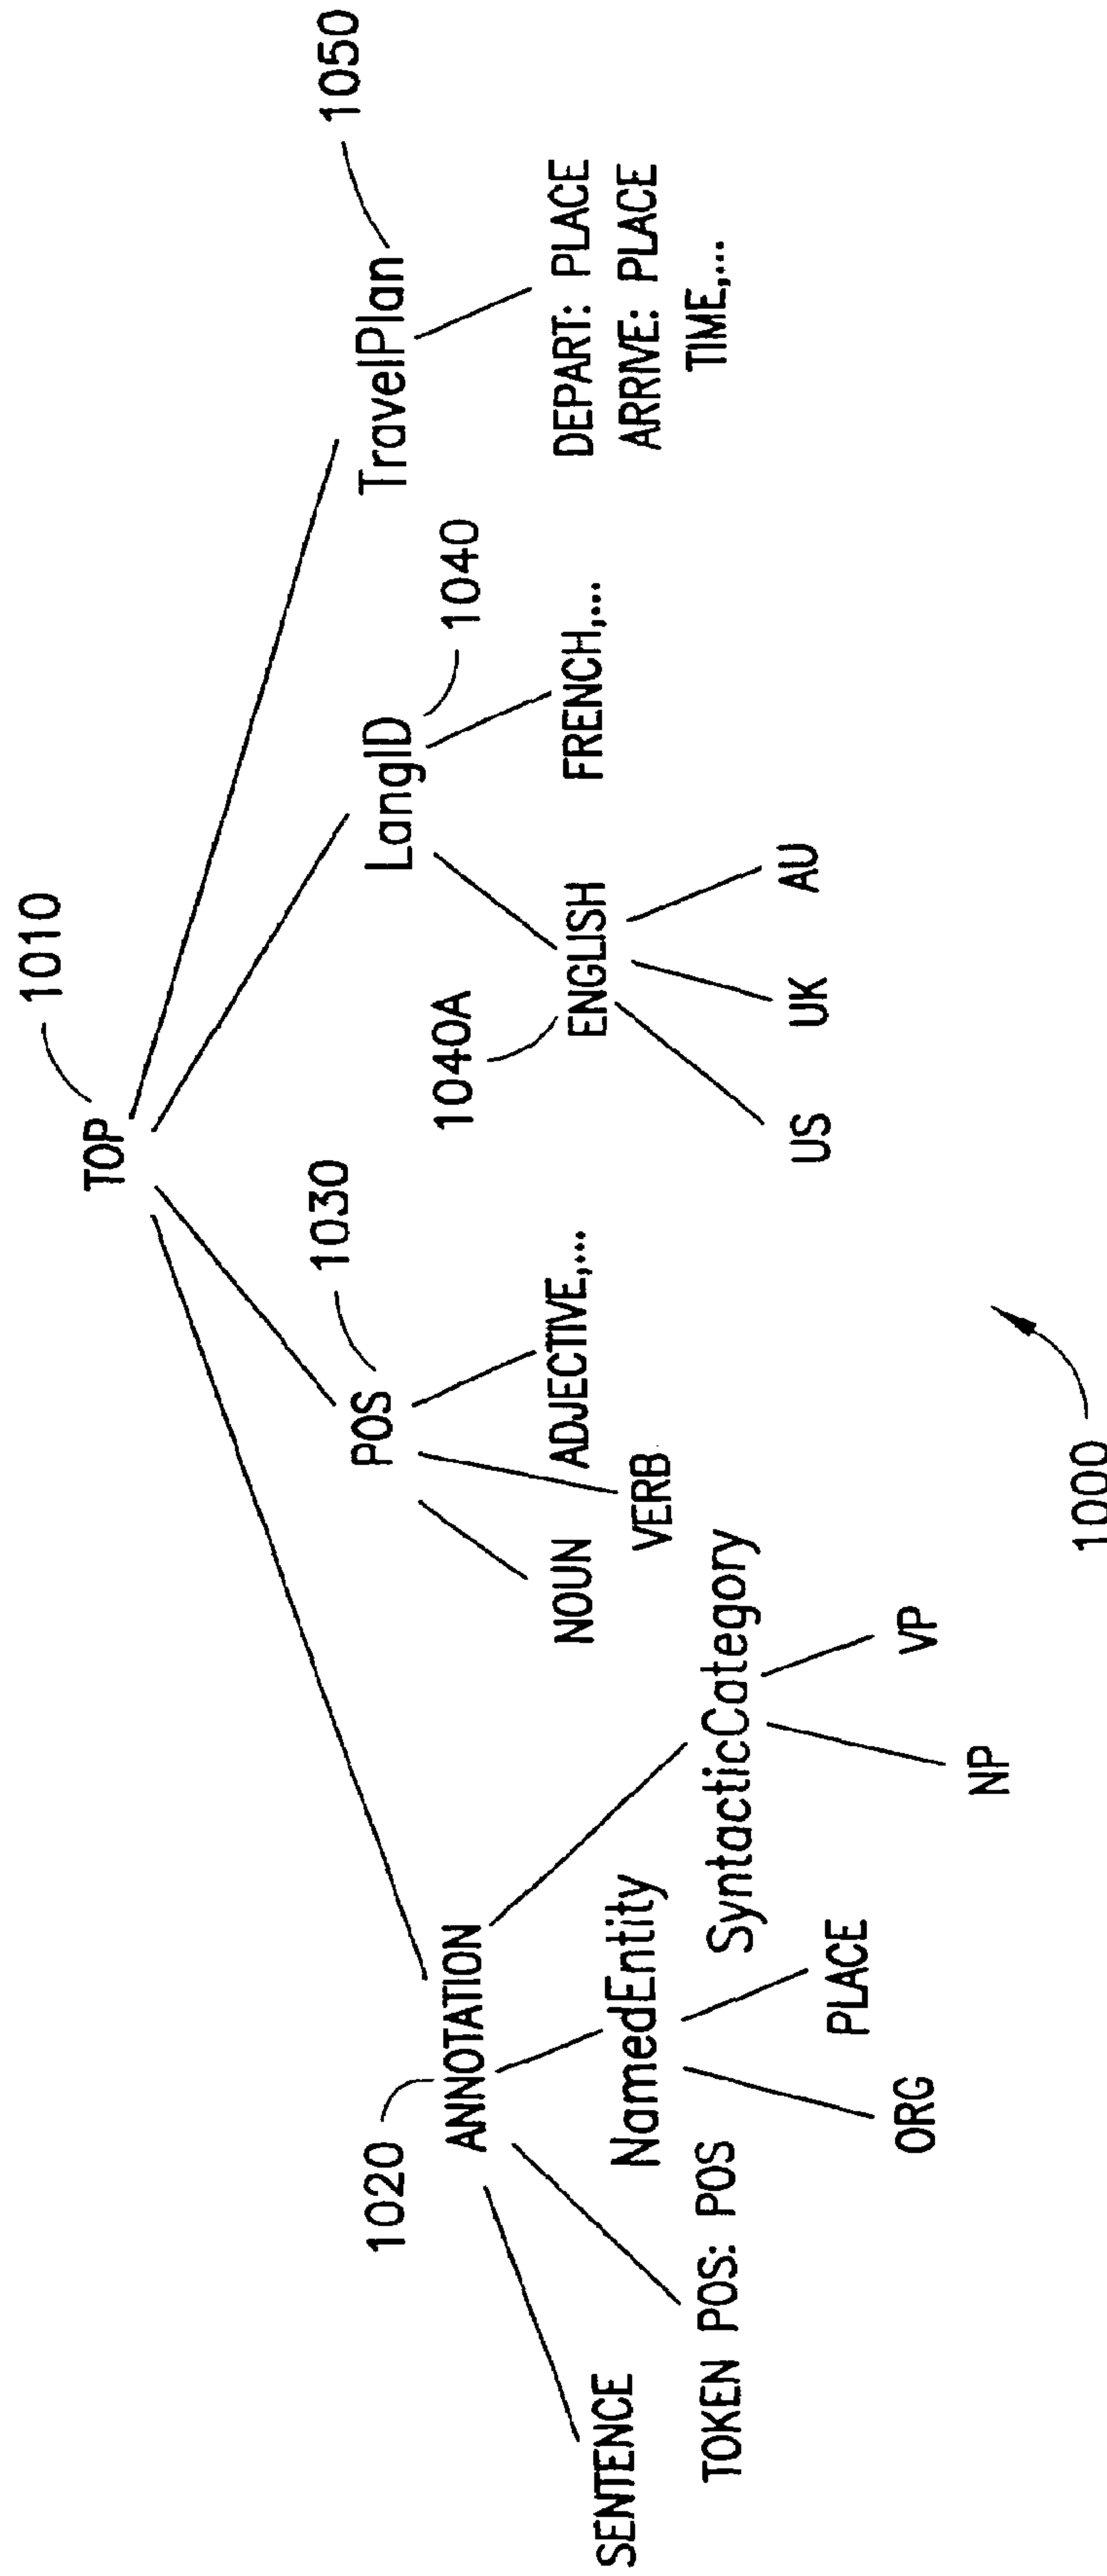 1010
TOP
1050
TravelPlan
DEPART: PLACE
ARRIVE: PLACE
TIME,...
1040
LangID
FRENCH,...
1040A
ENGLISH
US
UK
AU
1030
POS
NOUN
ADJECTIVE,...
VERB
1020
ANNOTATION
SENTENCE
TOKEN POS: POS
NamedEntity
ORG
PLACE
SyntacticCategory
NP
VP
1000